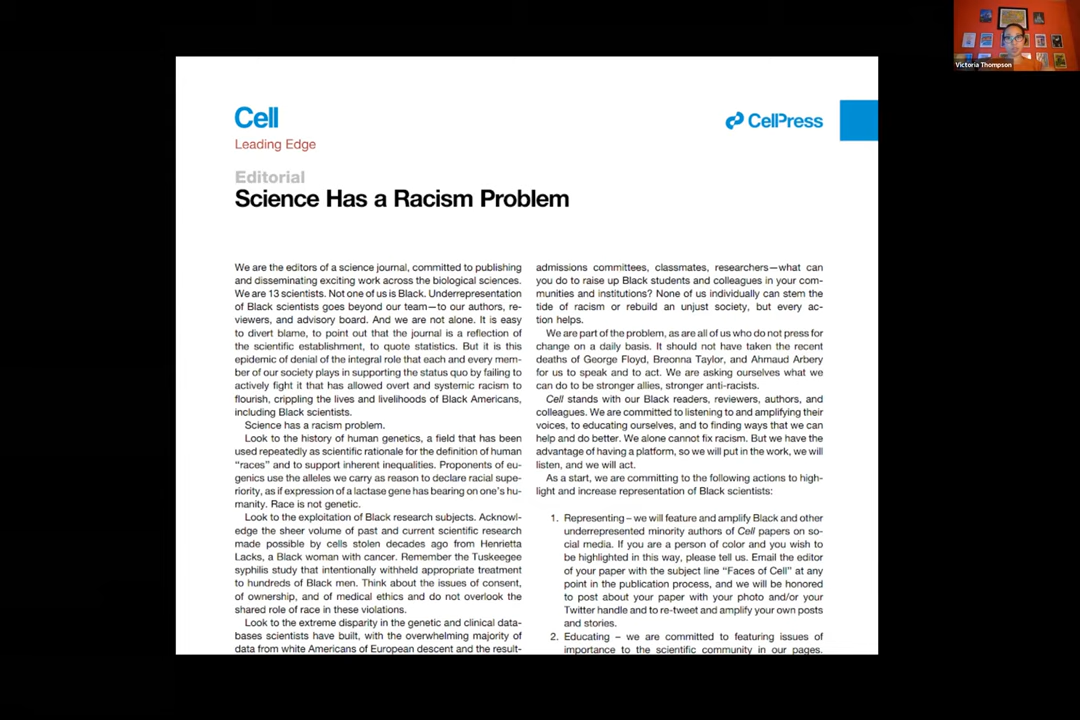 Cell
Leading Edge
CellPress
Editorial
Science Has a Racism Problem
We are the editors of a science journal, committed to publishing
and disseminating exciting work across the biological sciences.
We are 13 scientists. Not one of us is Black. Underrepresentation
of Black scientists goes beyond our team—to our authors, re-
viewers, and advisory board. And we are not alone. It is easy
to divert blame, to point out that the journal is a reflection of
the scientific establishment, to quote statistics. But it is this
epidemic of denial of the integral role that each and every mem-
ber of our society plays in supporting the status quo by failing to
actively fight it that has allowed overt and systemic racism to
flourish, crippling the lives and livelihoods of Black Americans,
including Black scientists.
Science has a racism problem.
Look to the history of human genetics, a field that has been
used repeatedly as scientific rationale for the definition of human
“races” and to support inherent inequalities. Proponents of eu-
genics use the alleles we carry as reason to declare racial supe-
riority, as if expression of a lactase gene has bearing on one’s hu-
manity. Race is not genetic.
Look to the exploitation of Black research subjects. Acknowl-
edge the sheer volume of past and current scientific research
made possible by cells stolen decades ago from Henrietta
Lacks, a Black woman with cancer. Remember the Tuskeegee
syphilis study that intentionally withheld appropriate treatment
to hundreds of Black men. Think about the issues of consent,
of ownership, and of medical ethics and do not overlook the
shared role of race in these violations.
Look to the extreme disparity in the genetic and clinical data-
bases scientists have built, with the overwhelming majority of
data from white Americans of European descent and the result-
admissions committees, classmates, researchers—what can
you do to raise up Black students and colleagues in your com-
munities and institutions? None of us individually can stem the
tide of racism or rebuild an unjust society, but every ac-
tion helps.
We are part of the problem, as are all of us who do not press for
change on a daily basis. It should not have taken the recent
deaths of George Floyd, Breonna Taylor, and Ahmaud Arbery
for us to speak and to act. We are asking ourselves what we
can do to be stronger allies, stronger anti-racists.
Cell stands with our Black readers, reviewers, authors, and
colleagues. We are committed to listening to and amplifying their
voices, to educating ourselves, and to finding ways that we can
help and do better. We alone cannot fix racism. But we have the
advantage of having a platform, so we will put in the work, we will
listen, and we will act.
As a start, we are committing to the following actions to high-
light and increase representation of Black scientists:
1. Representing – we will feature and amplify Black and other
underrepresented minority authors of Cell papers on so-
cial media. If you are a person of color and you wish to
be highlighted in this way, please tell us. Email the editor
of your paper with the subject line “Faces of Cell” at any
point in the publication process, and we will be honored
to post about your paper with your photo and/or your
Twitter handle and to re-tweet and amplify your own posts
and stories.
2. Educating – we are committed to featuring issues of
importance to the scientific community in our pages.
Victoria Thompson